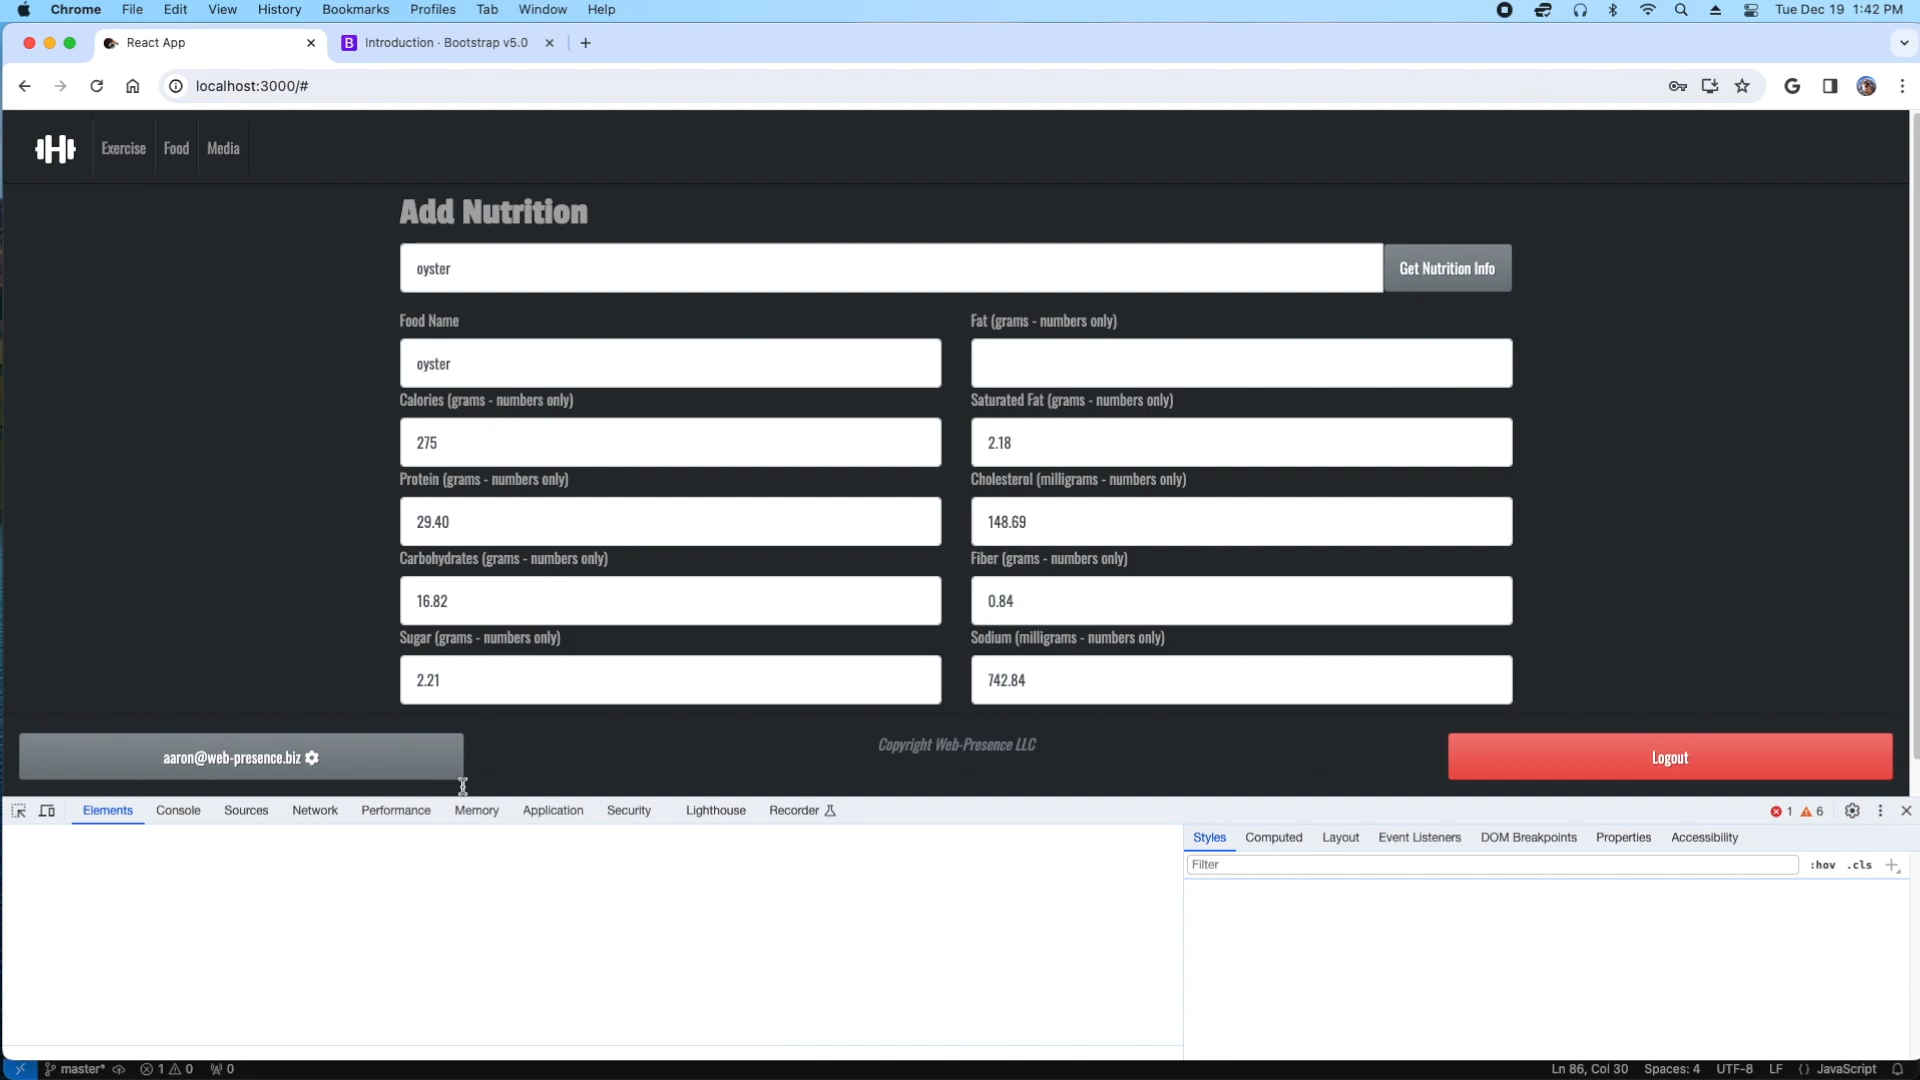 Chrome File Edit View History Bookmarks Profiles Tab Window Help Tue Dec 19 1:42 PM
React App B Introduction · Bootstrap v5.0
localhost:3000/#
H Exercise Food Media
Add Nutrition
oyster Get Nutrition Info
Food Name Fat (grams - numbers only)
oyster
Calories (grams - numbers only) Saturated Fat (grams - numbers only)
275 2.18
Protein (grams - numbers only) Cholesterol (milligrams - numbers only)
29.40 148.69
Carbohydrates (grams - numbers only) Fiber (grams - numbers only)
16.82 0.84
Sugar (grams - numbers only) Sodium (milligrams - numbers only)
2.21 742.84
Copyright Web-Presence LLC
aaron@web-presence.biz Logout
Elements Console Sources Network Performance Memory Application Security Lighthouse Recorder 1 6
Styles Computed Layout Event Listeners DOM Breakpoints Properties Accessibility
Filter :hov .cls
master* 1 0 0 Ln 86, Col 30 Spaces: 4 UTF-8 LF {} JavaScript